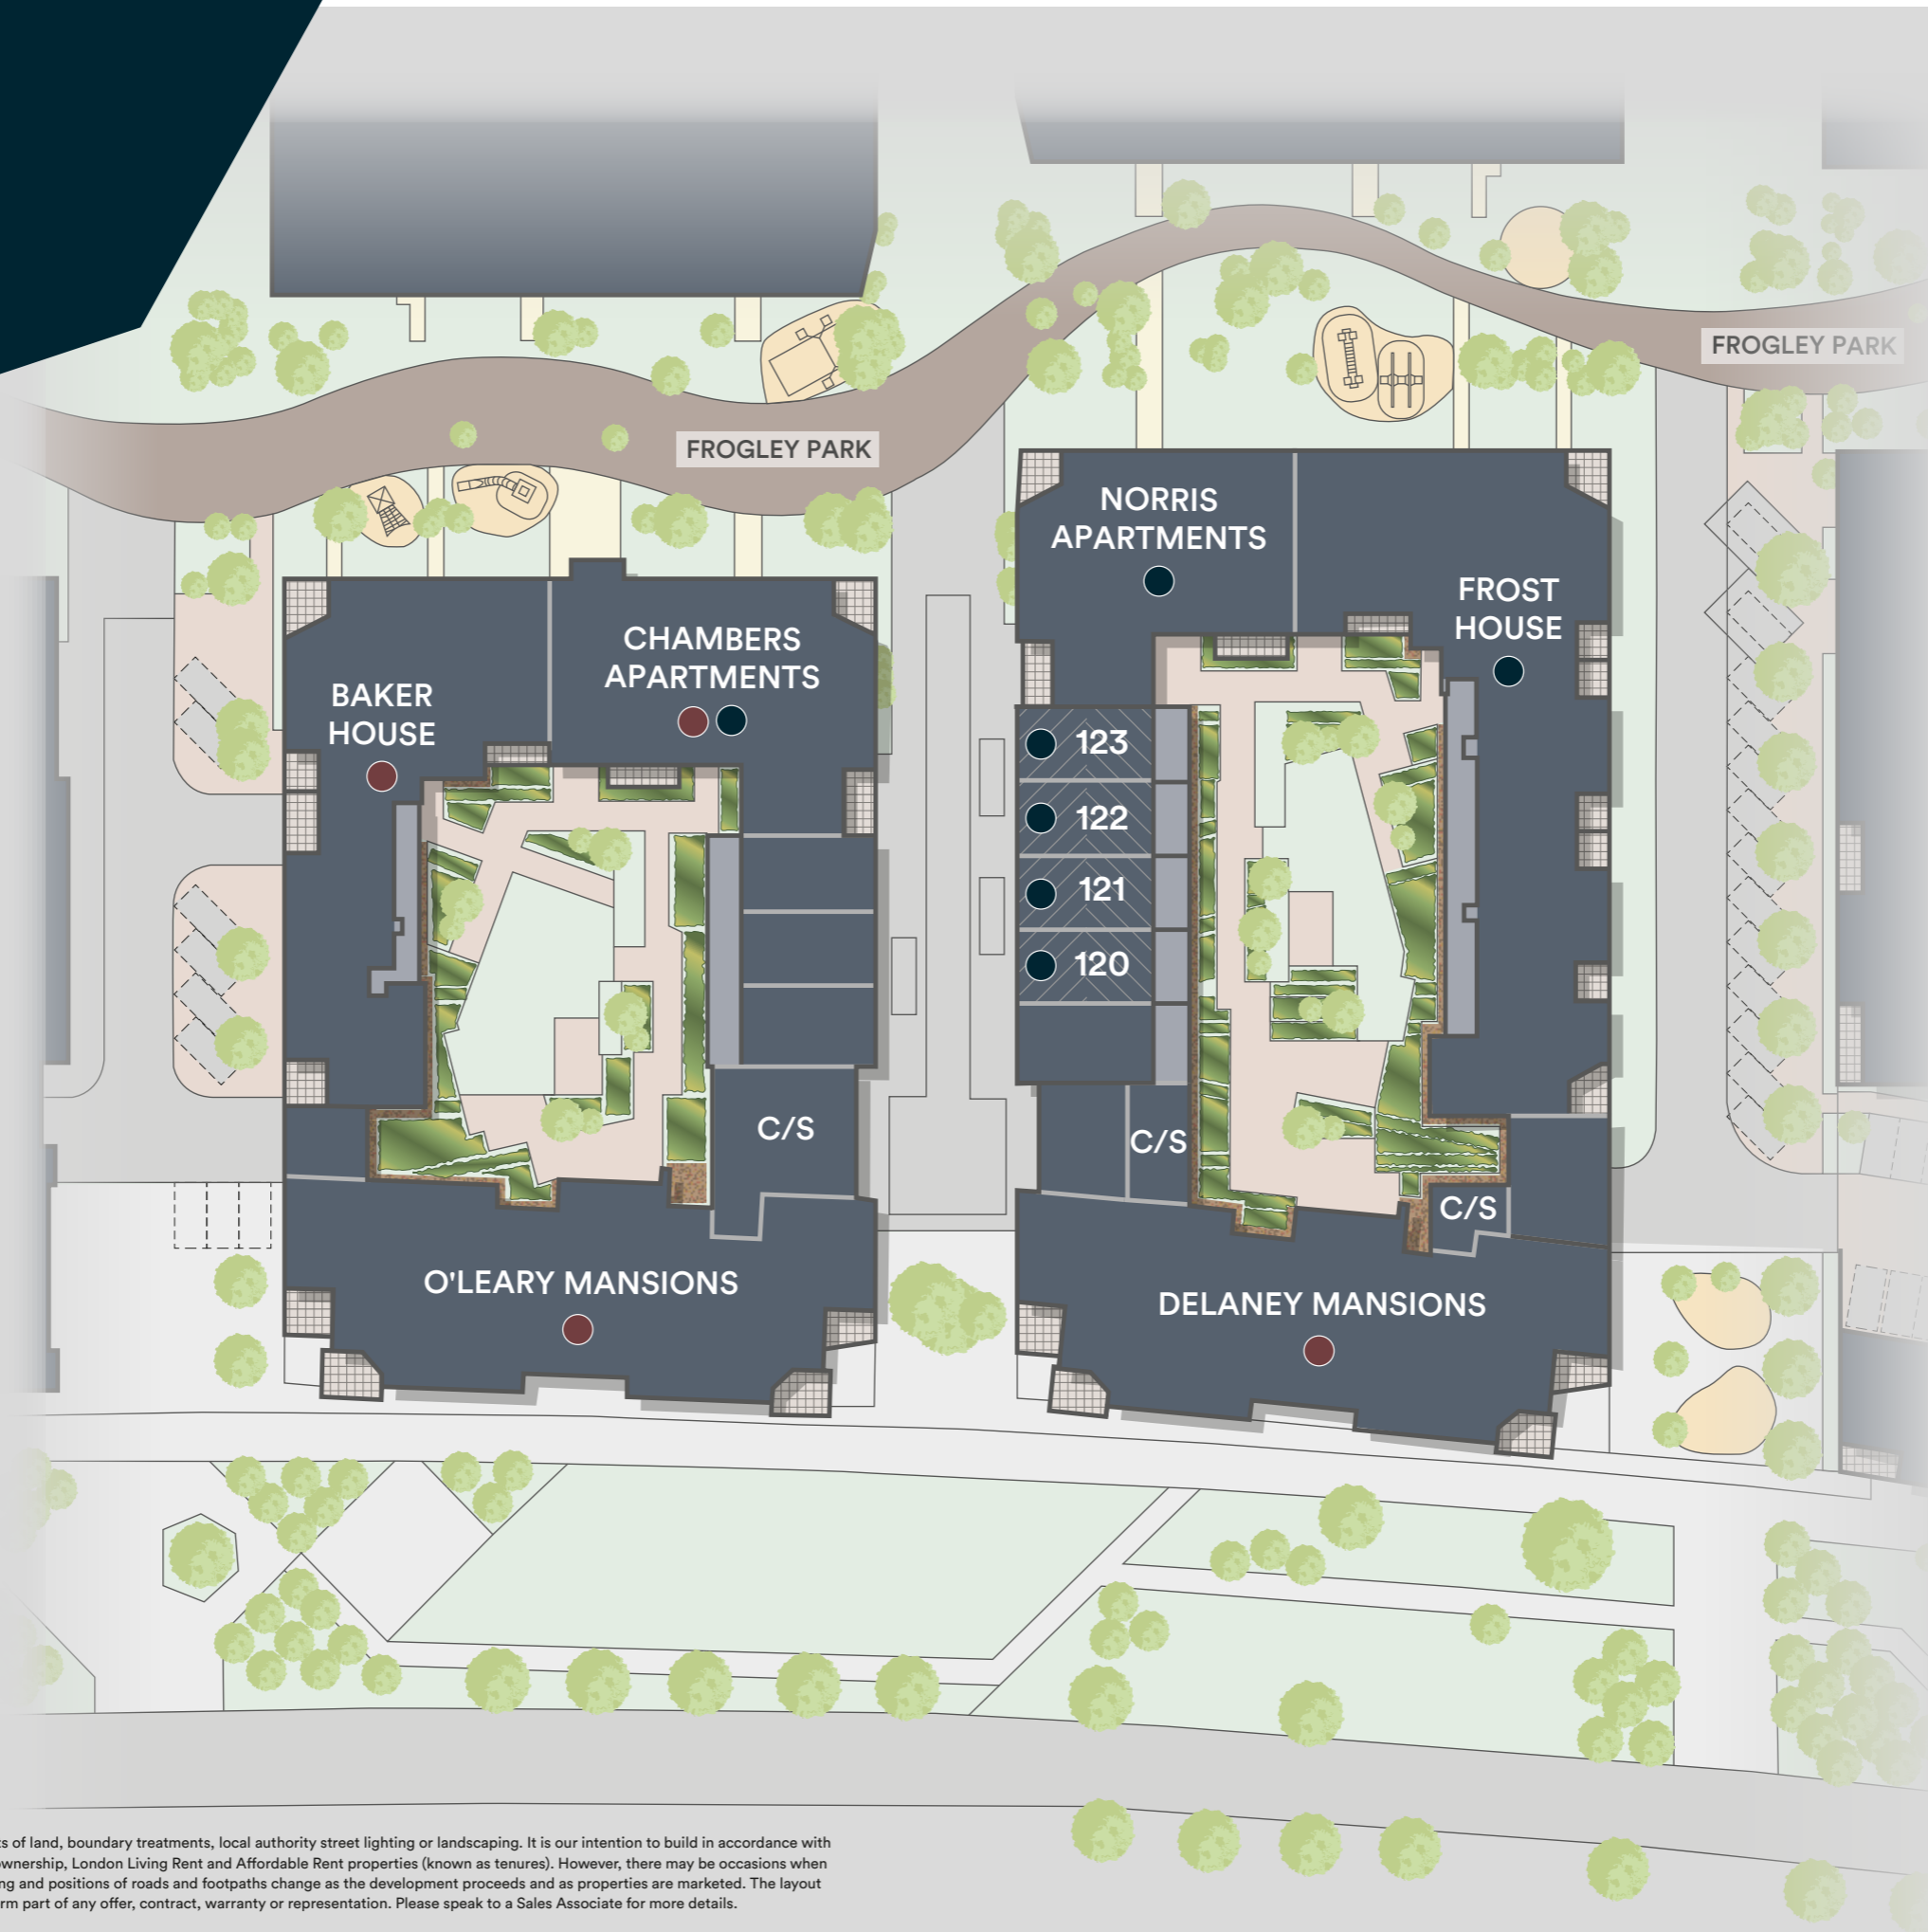 FROGLEY PARK
FROGLEY PARK
NORRIS
APARTMENTS
FROST
HOUSE
CHAMBERS
APARTMENTS
BAKER
HOUSE
123
122
121
120
C/S
C/S
C/S
O'LEARY MANSIONS
DELANEY MANSIONS
of land, boundary treatments, local authority street lighting or landscaping. It is our intention to build in accordance with
London Living Rent and Affordable Rent properties (known as tenures). However, there may be occasions when
and positions of roads and footpaths change as the development proceeds and as properties are marketed. The layout
part of any offer, contract, warranty or representation. Please speak to a Sales Associate for more details.